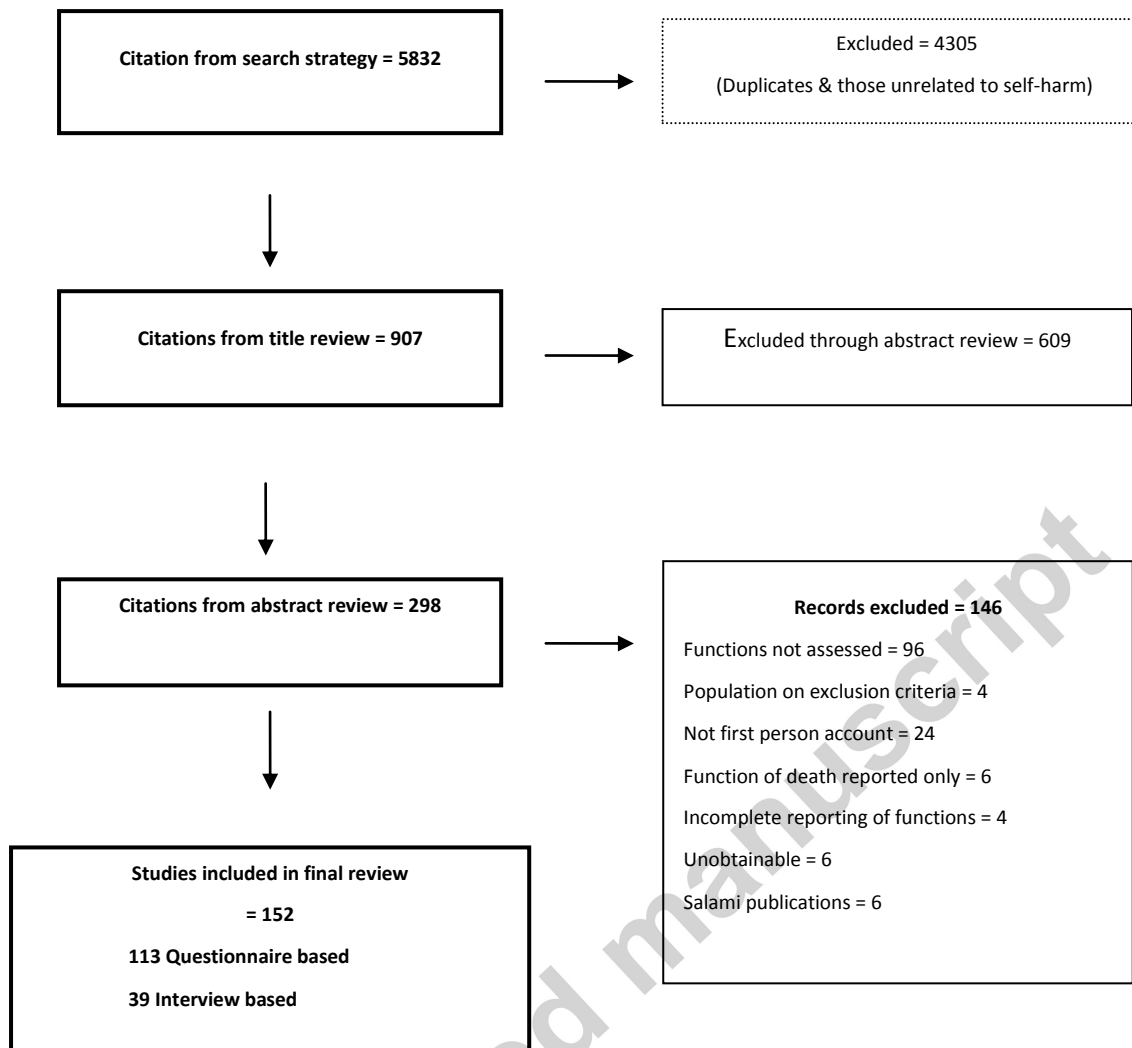 Citation from search strategy = 5832
Excluded = 4305
(Duplicates & those unrelated to self-harm)
Citations from title review = 907
Excluded through abstract review = 609
Citations from abstract review = 298
Records excluded = 146
Functions not assessed = 96
Population on exclusion criteria = 4
Not first person account = 24
Function of death reported only = 6
Incomplete reporting of functions = 4
Unobtainable = 6
Salami publications = 6
Studies included in final review
= 152
113 Questionnaire based
39 Interview based
manuscript